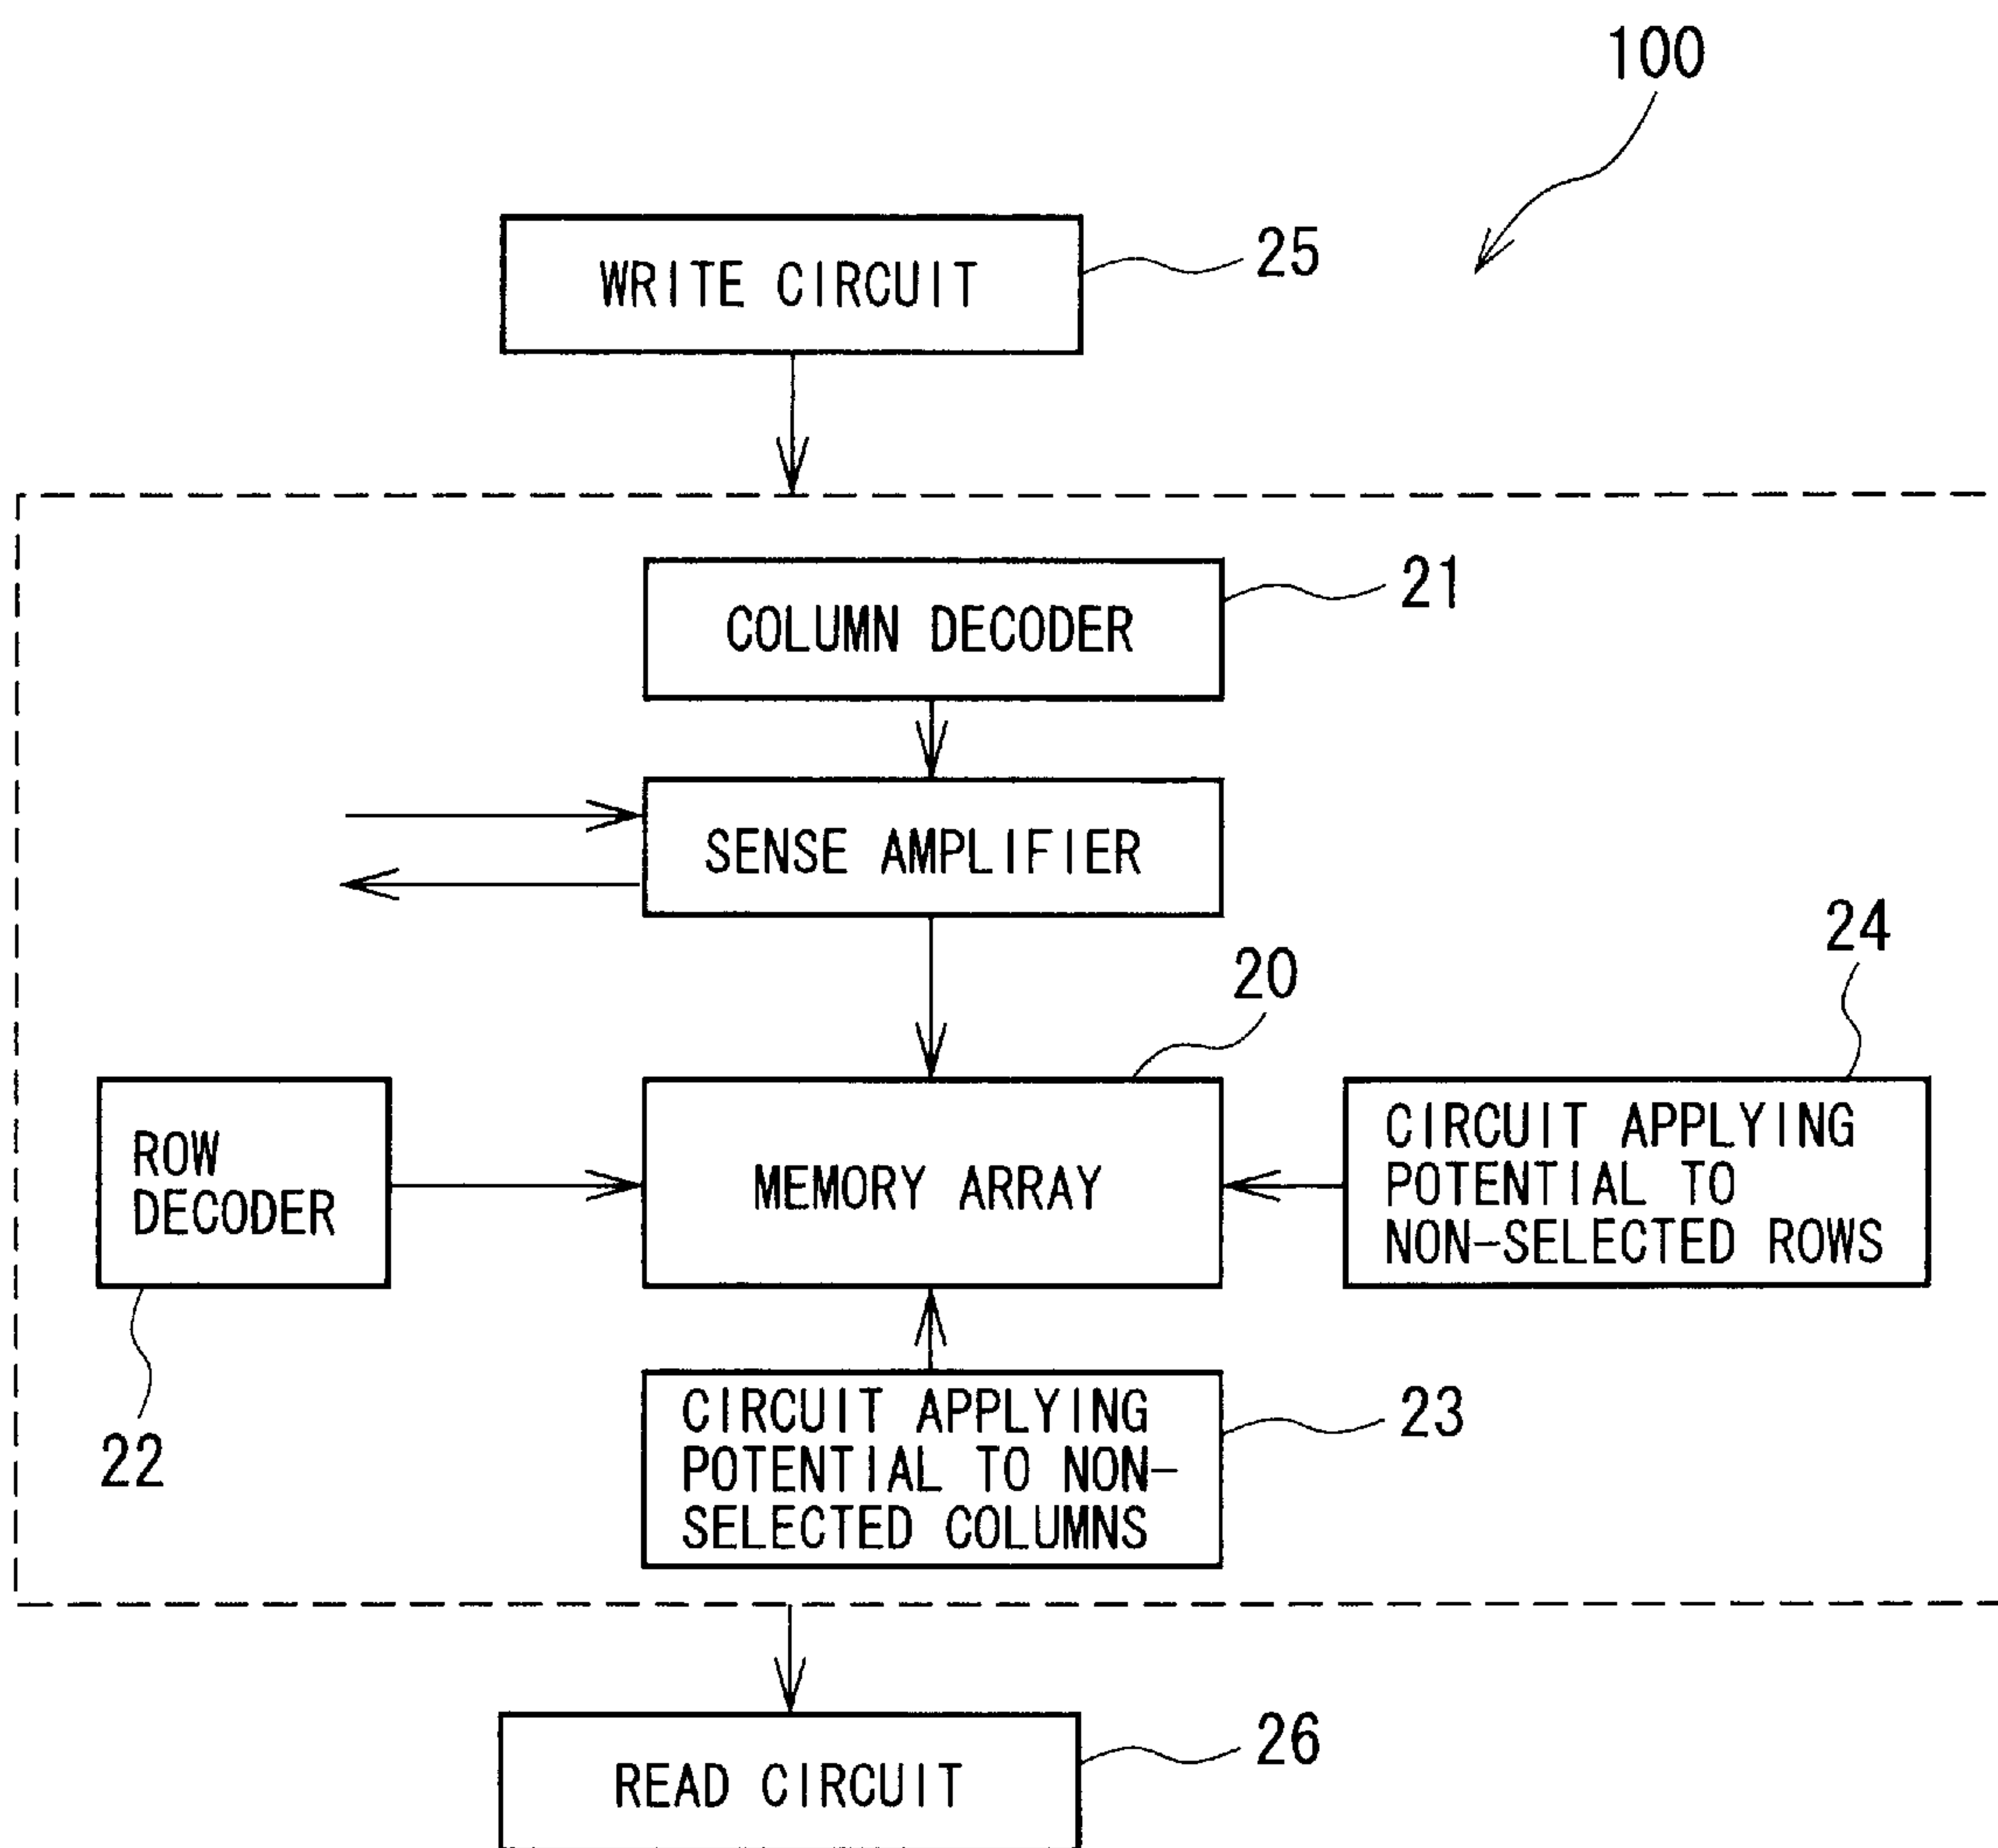 100
WRITE CIRCUIT
25
COLUMN DECODER
21
SENSE AMPLIFIER
20
24
ROW
DECODER
22
MEMORY ARRAY
CIRCUIT APPLYING
POTENTIAL TO
NON-SELECTED ROWS
CIRCUIT APPLYING
POTENTIAL TO NON-
SELECTED COLUMNS
23
READ CIRCUIT
26